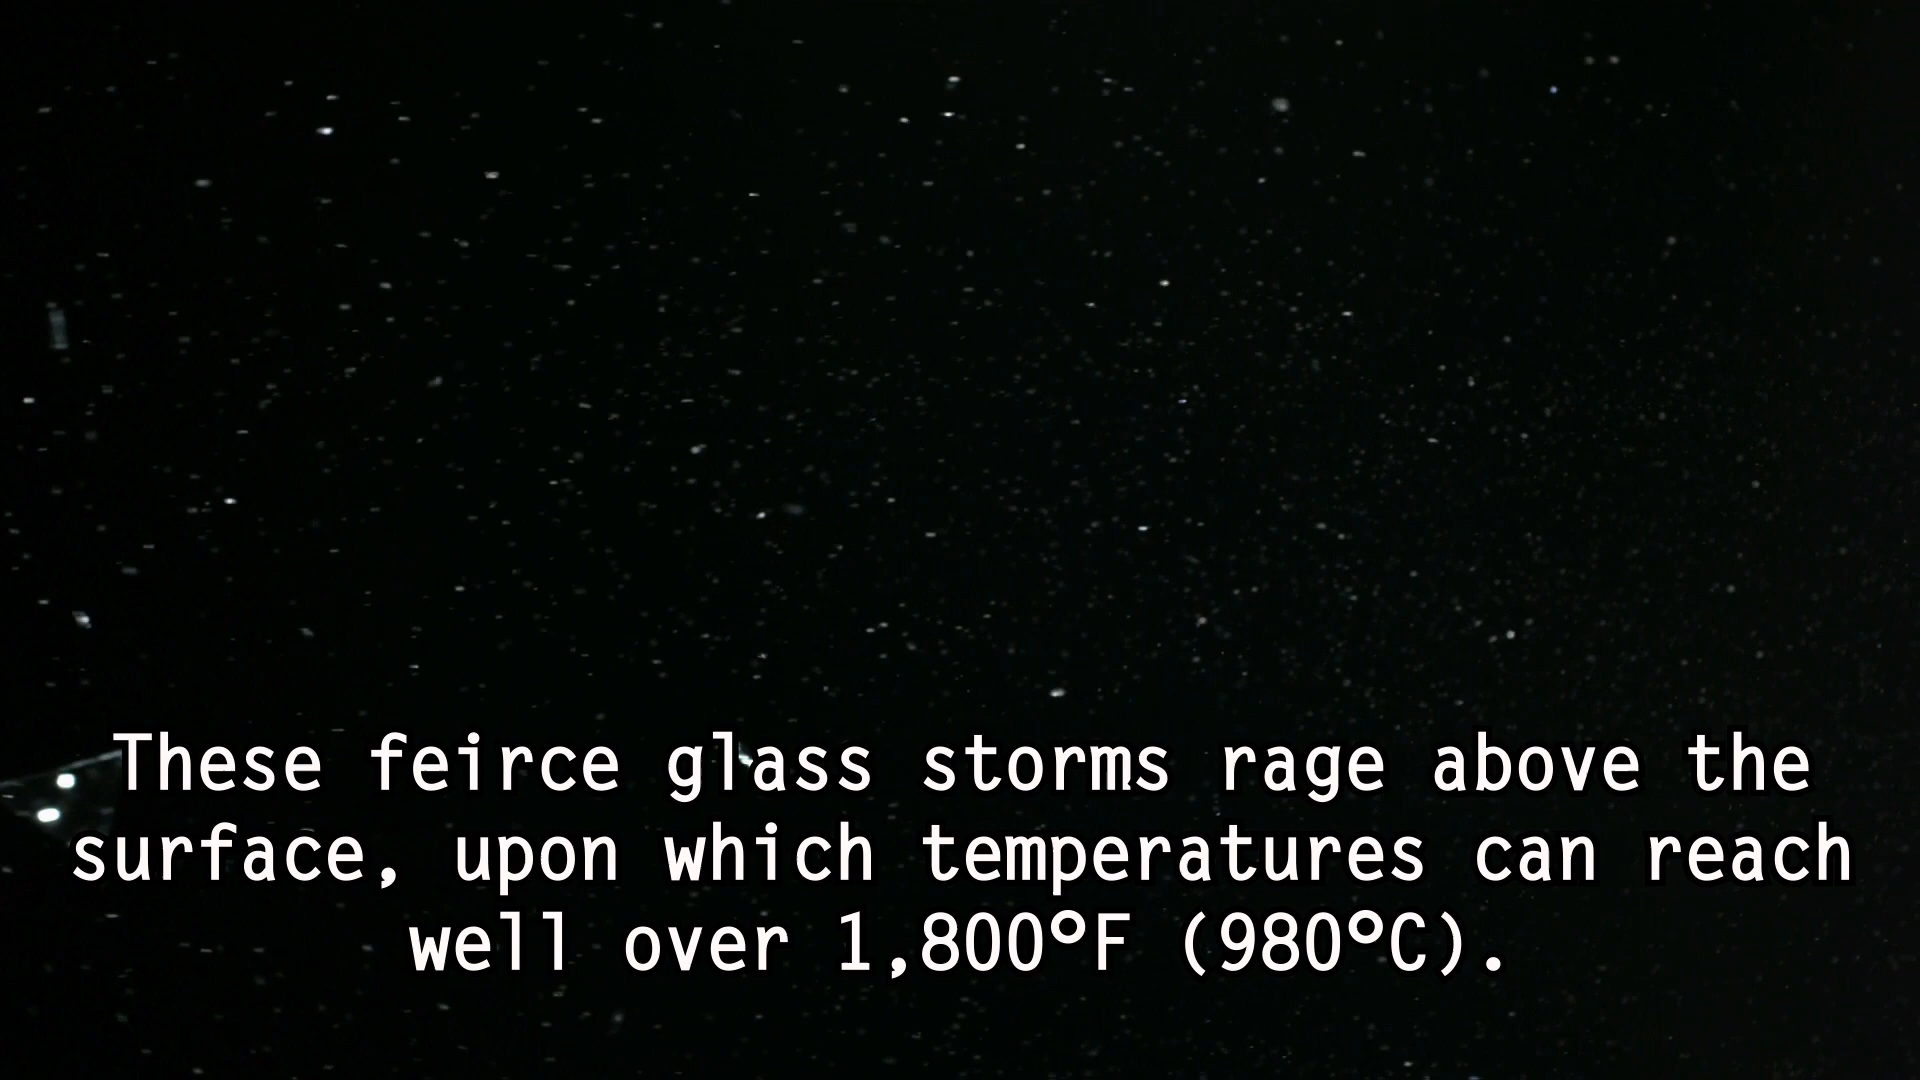 These feirce glass storms rage above the
surface, upon which temperatures can reach
well over 1,800°F (980°C).